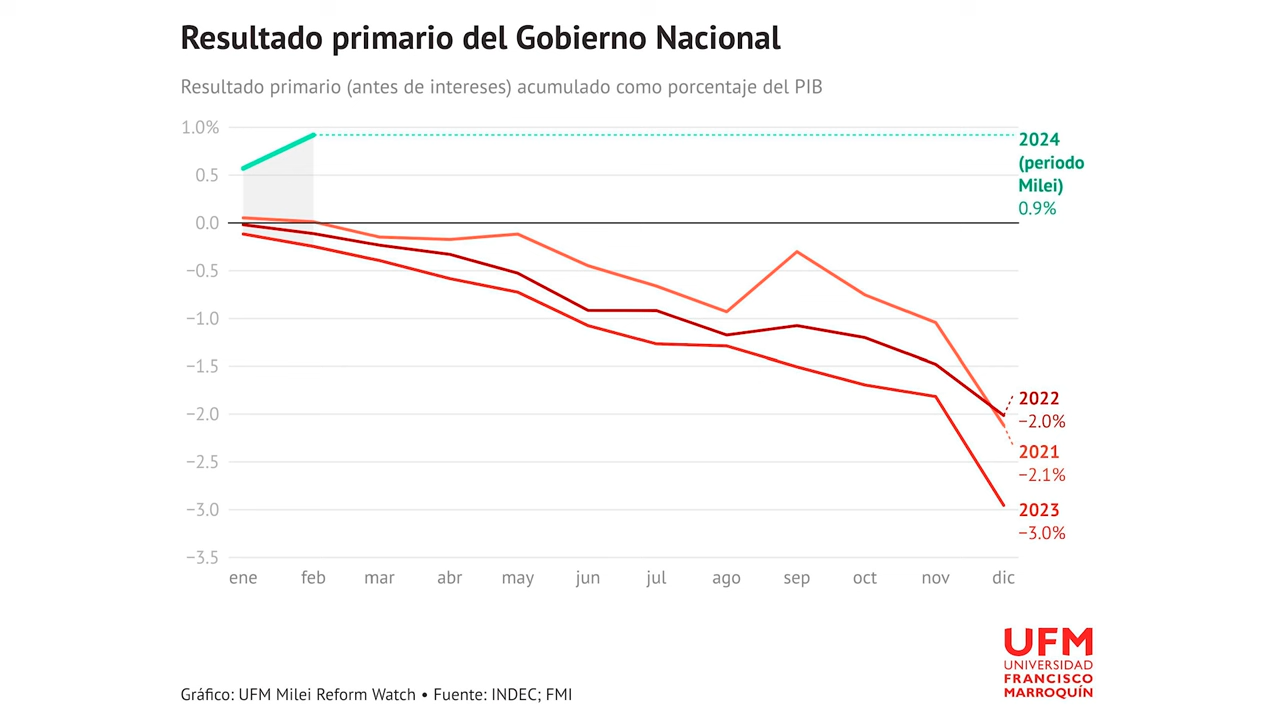 Resultado primario del Gobierno Nacional
Resultado primario (antes de intereses) acumulado como porcentaje del PIB
1.0%
0.5
0.0
−0.5
−1.0
−1.5
−2.0
−2.5
−3.0
−3.5
ene feb mar abr may jun jul ago sep oct nov dic
2024
(periodo
Milei)
0.9%
2022
−2.0%
2021
−2.1%
2023
−3.0%
UFM
UNIVERSIDAD
FRANCISCO
MARROQUÍN
Gráfico: UFM Milei Reform Watch • Fuente: INDEC; FMI